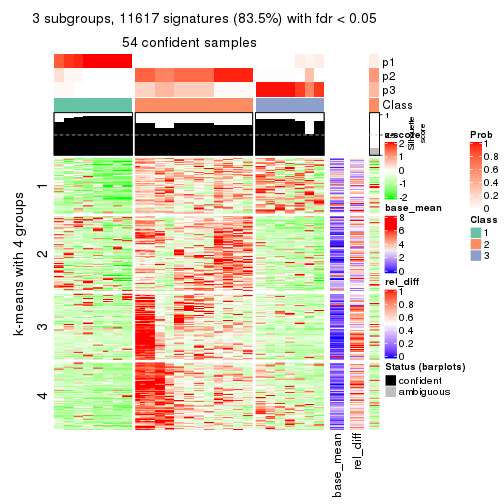 3 subgroups, 11617 signatures (83.5%) with fdr < 0.05
54 confident samples
p1
p2
p3
Class
1
Silhouette
score
k-means with 4 groups
1
2
3
4
z-score
2
1
0
-1
-2
base_mean
8
6
4
2
0
rel_diff
1
0.8
0.6
0.4
0.2
0
Status (barplots)
confident
ambiguous
Prob
1
0.8
0.6
0.4
0.2
0
Class
1
2
3
base_mean
rel_diff